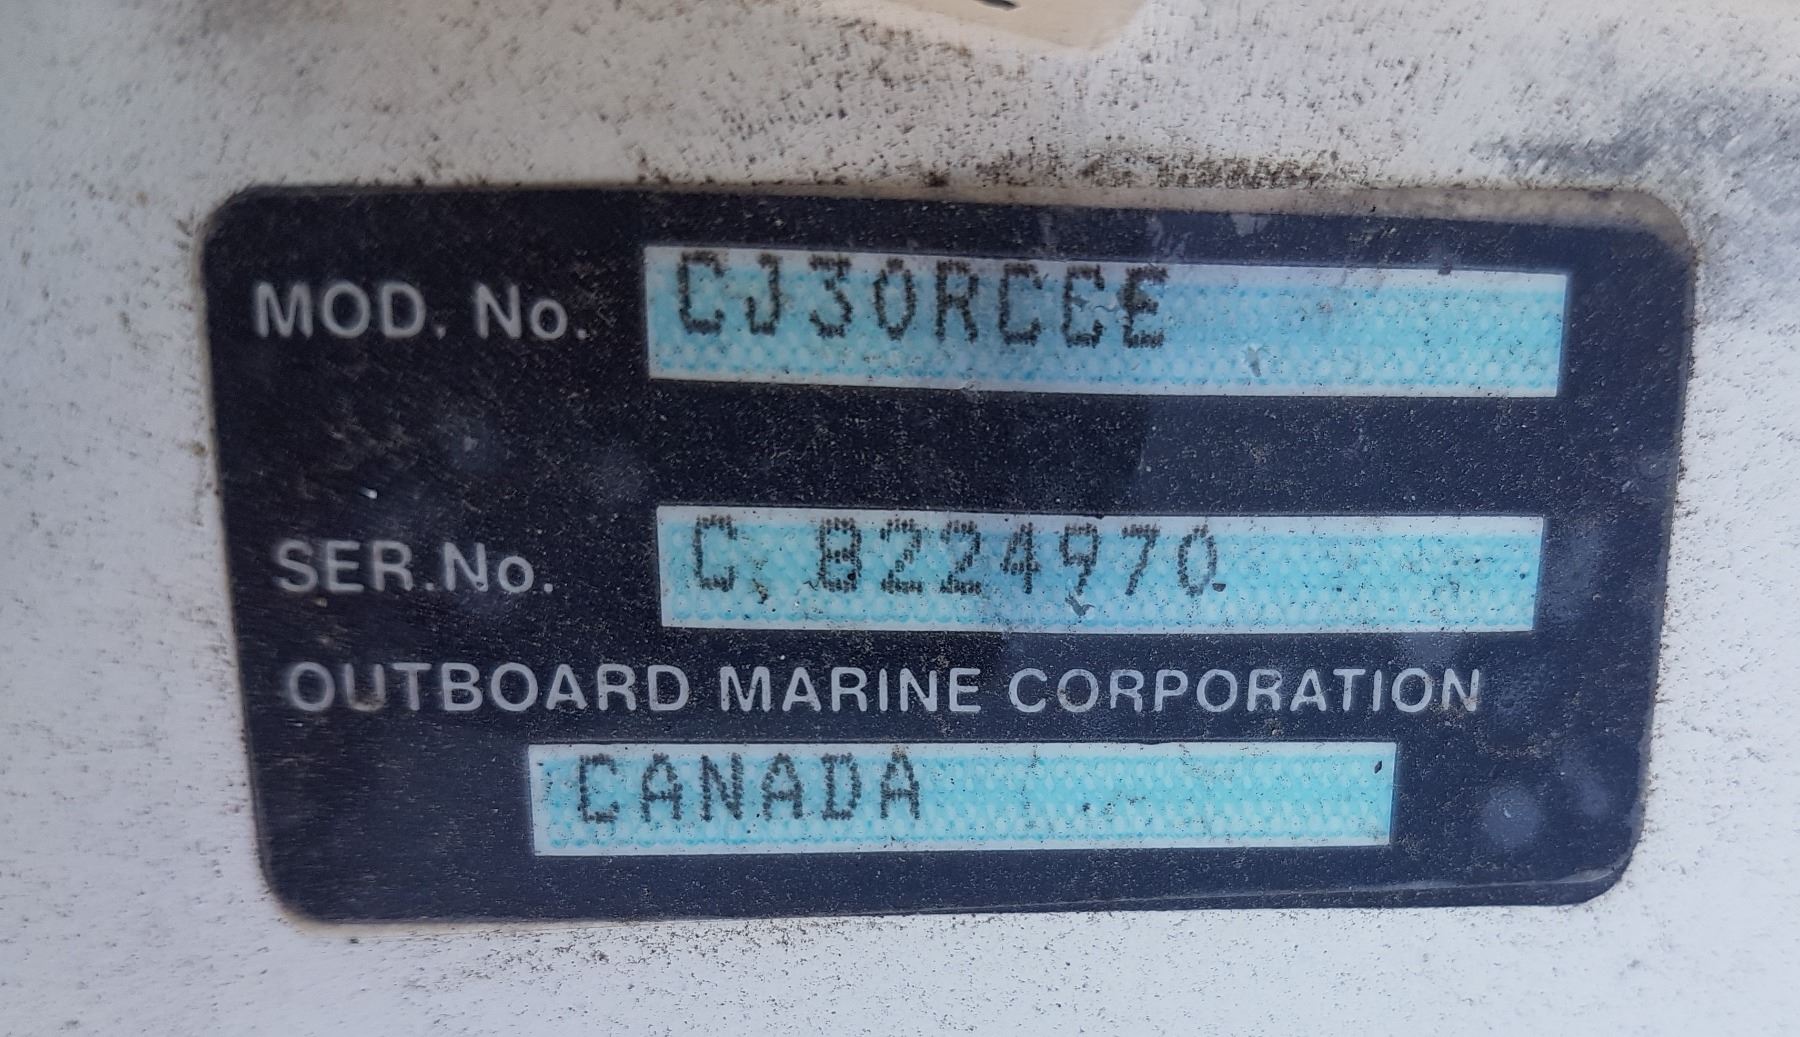 MOD. No. CJ30RCCE
SER.No. C B224970
OUTBOARD MARINE CORPORATION
CANADA